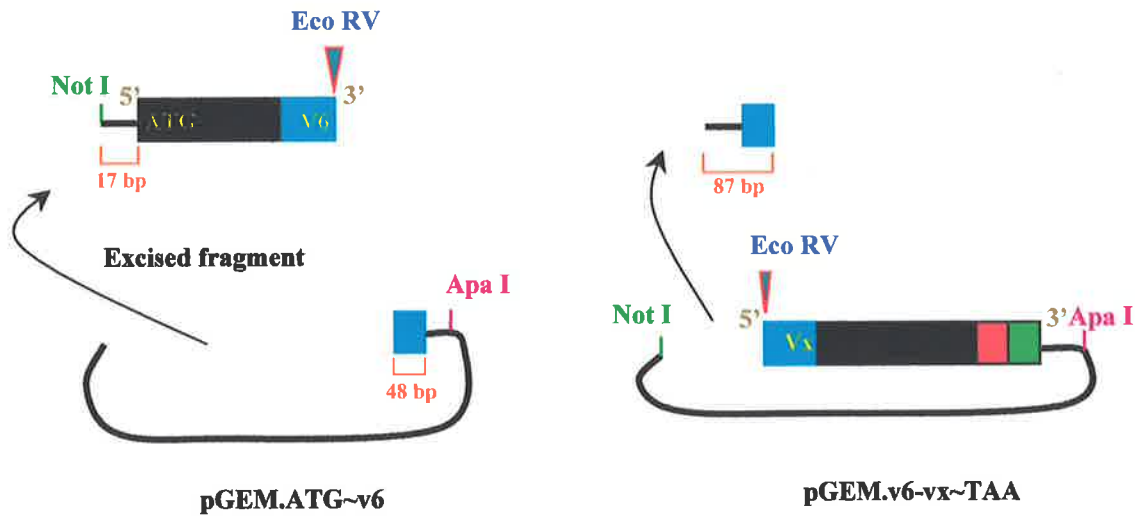 Eco RV
Not I
5’
3’
ATG
V6
17 bp
Excised fragment
Apa I
48 bp
pGEM.ATG~v6
87 bp
Eco RV
Not I
5’
3’
Apa I
Vx
pGEM.v6-vx~TAA